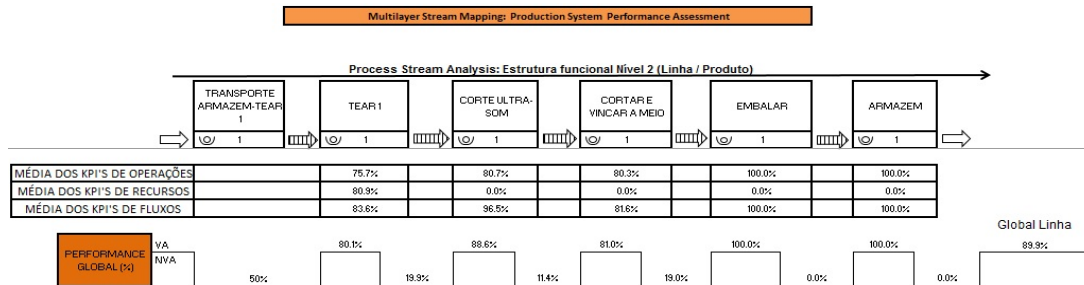 Multilayer Stream Mapping: Production System Performance Assessment
Process Stream Analysis: Estrutura funcional Nivel 2 (Linha / Produto)
TRANSPORTE
ARMAZEM-TEAR
1
TEAR 1
CORTE ULTRA-
SOM
CORTAR E
VINCAR A MEIO
EMBALAR
ARMAZEM
1 1 1 1 1 1
MÉDIA DOS KPI'S DE OPERAÇÕES 75.7% 80.7% 80.3% 100.0% 100.0%
MÉDIA DOS KPI'S DE RECURSOS 80.9% 0.0% 0.0% 0.0% 0.0%
MÉDIA DOS KPI'S DE FLUXOS 83.6% 96.5% 81.6% 100.0% 100.0%
Global Linha
PERFORMANCE
GLOBAL (%)
VA 80.1% 88.6% 81.0% 100.0% 100.0% 89.9%
NVA
50% 19.9% 11.4% 19.0% 0.0% 0.0%